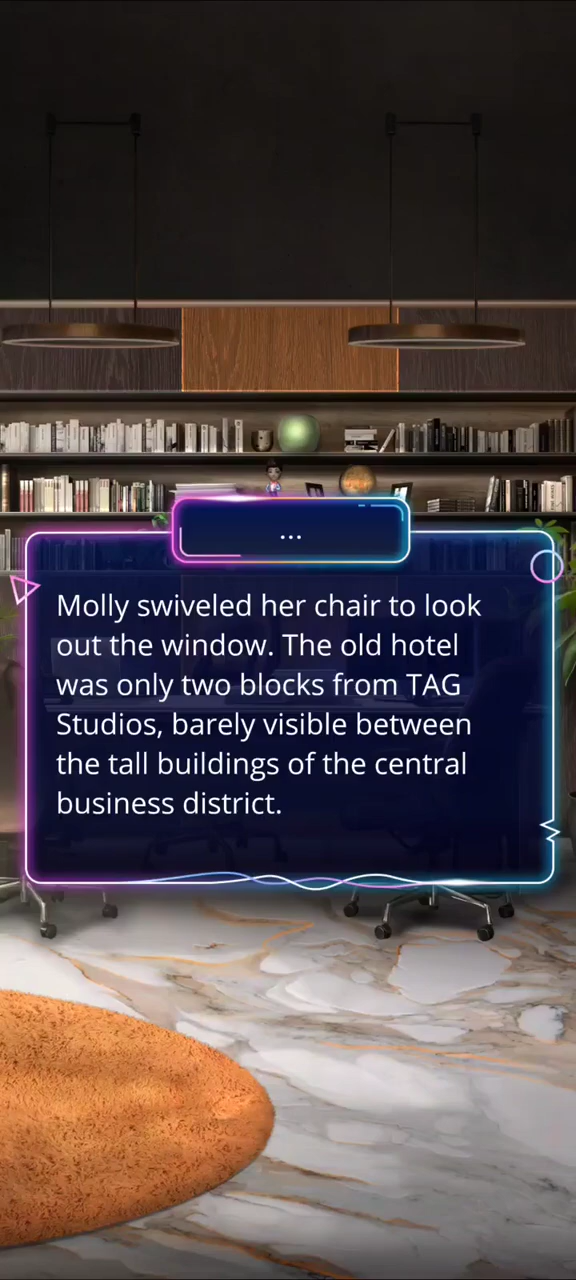 ...
Molly swiveled her chair to look
out the window. The old hotel
was only two blocks from TAG
Studios, barely visible between
the tall buildings of the central
business district.